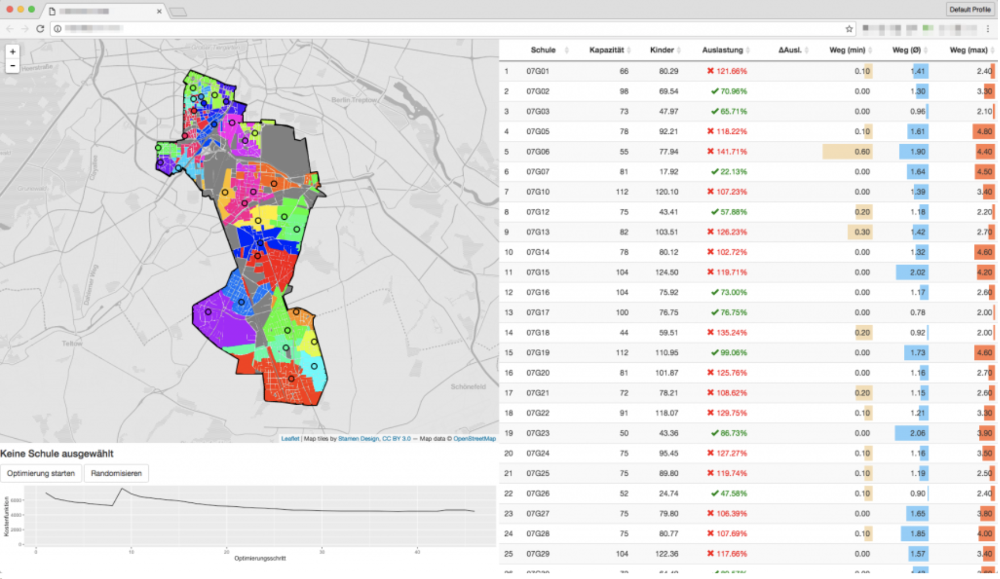 Default Profile
Großer Tiergarten
Heerstraße
Berlin Treptow
Clayallee
Grunewald
Dahlemer Weg
Teltow
Schönefeld
+
-
Leaflet | Map tiles by Stamen Design, CC BY 3.0 — Map data © OpenStreetMap
Keine Schule ausgewählt
Optimierung starten Randomisieren
Kostenfunktion
6000
4000
2000
0
0 10 20 30 40
Optimierungsschritt
Schule Kapazität Kinder Auslastung ΔAusl. Weg (min) Weg (Ø) Weg (max)
1 07G01 66 80.29 ✖ 121.66% 0.10 1.41 2.40
2 07G02 98 69.54 ✔ 70.96% 0.00 1.30 3.30
3 07G03 73 47.97 ✔ 65.71% 0.00 0.96 2.10
4 07G05 78 92.21 ✖ 118.22% 0.10 1.61 4.80
5 07G06 55 77.94 ✖ 141.71% 0.60 1.90 4.40
6 07G07 81 17.92 ✔ 22.13% 0.00 1.64 4.50
7 07G10 112 120.10 ✖ 107.23% 0.00 1.39 3.40
8 07G12 75 43.41 ✔ 57.88% 0.20 1.18 2.20
9 07G13 82 103.51 ✖ 126.23% 0.30 1.42 2.70
10 07G14 78 80.12 ✖ 102.72% 0.00 1.32 4.60
11 07G15 104 124.50 ✖ 119.71% 0.00 2.02 4.20
12 07G16 104 75.92 ✔ 73.00% 0.00 1.17 2.60
13 07G17 100 76.75 ✔ 76.75% 0.00 0.78 2.00
14 07G18 44 59.51 ✖ 135.24% 0.20 0.92 2.00
15 07G19 112 110.95 ✔ 99.06% 0.00 1.73 4.60
16 07G20 81 101.87 ✖ 125.76% 0.00 1.16 2.70
17 07G21 72 78.21 ✖ 108.62% 0.20 1.15 2.60
18 07G22 91 118.07 ✖ 129.75% 0.10 1.21 3.30
19 07G23 50 43.36 ✔ 86.73% 0.00 2.06 3.90
20 07G24 75 95.45 ✖ 127.27% 0.10 1.16 3.50
21 07G25 75 89.80 ✖ 119.74% 0.10 1.19 2.50
22 07G26 52 24.74 ✔ 47.58% 0.10 0.90 2.40
23 07G27 75 79.80 ✖ 106.39% 0.00 1.65 3.80
24 07G28 75 80.77 ✖ 107.69% 0.10 1.85 4.00
25 07G29 104 122.36 ✖ 117.66% 0.00 1.57 3.40